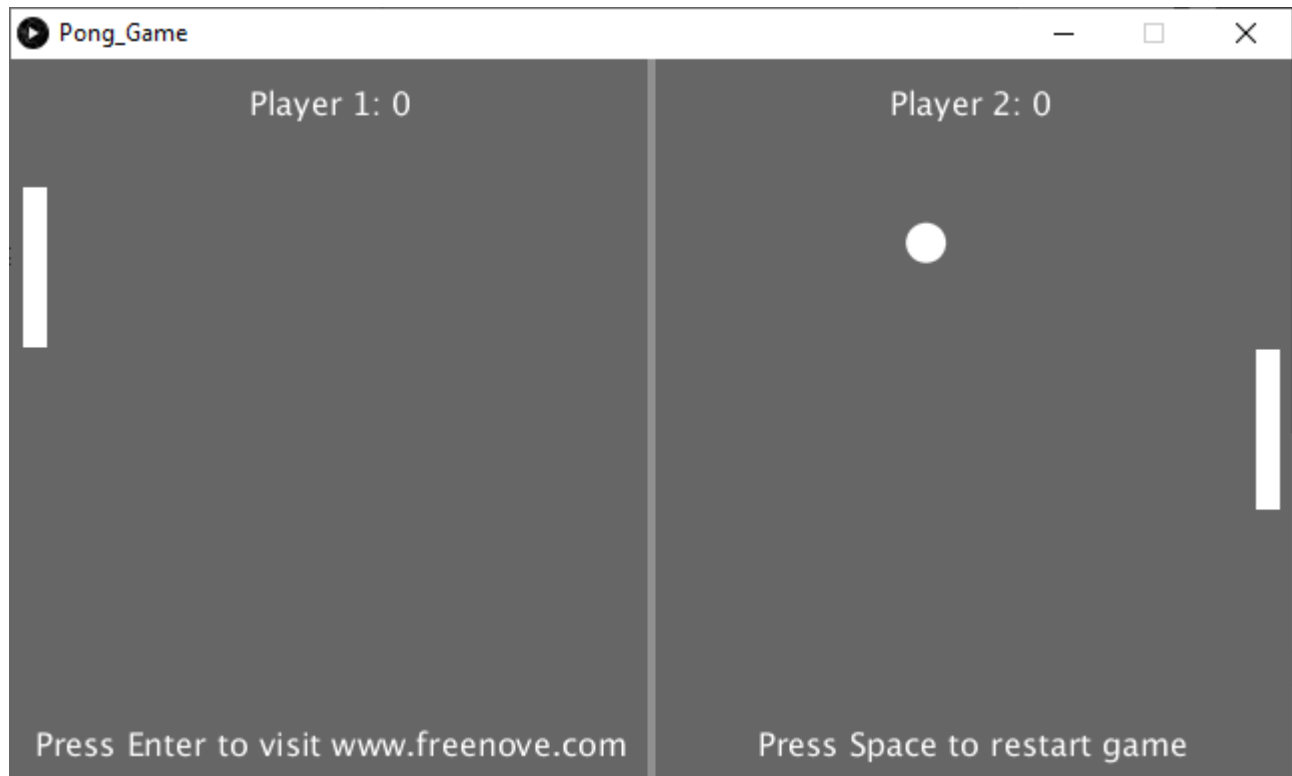 Pong_Game
Player 1: 0
Player 2: 0
Press Enter to visit www.freenove.com
Press Space to restart game